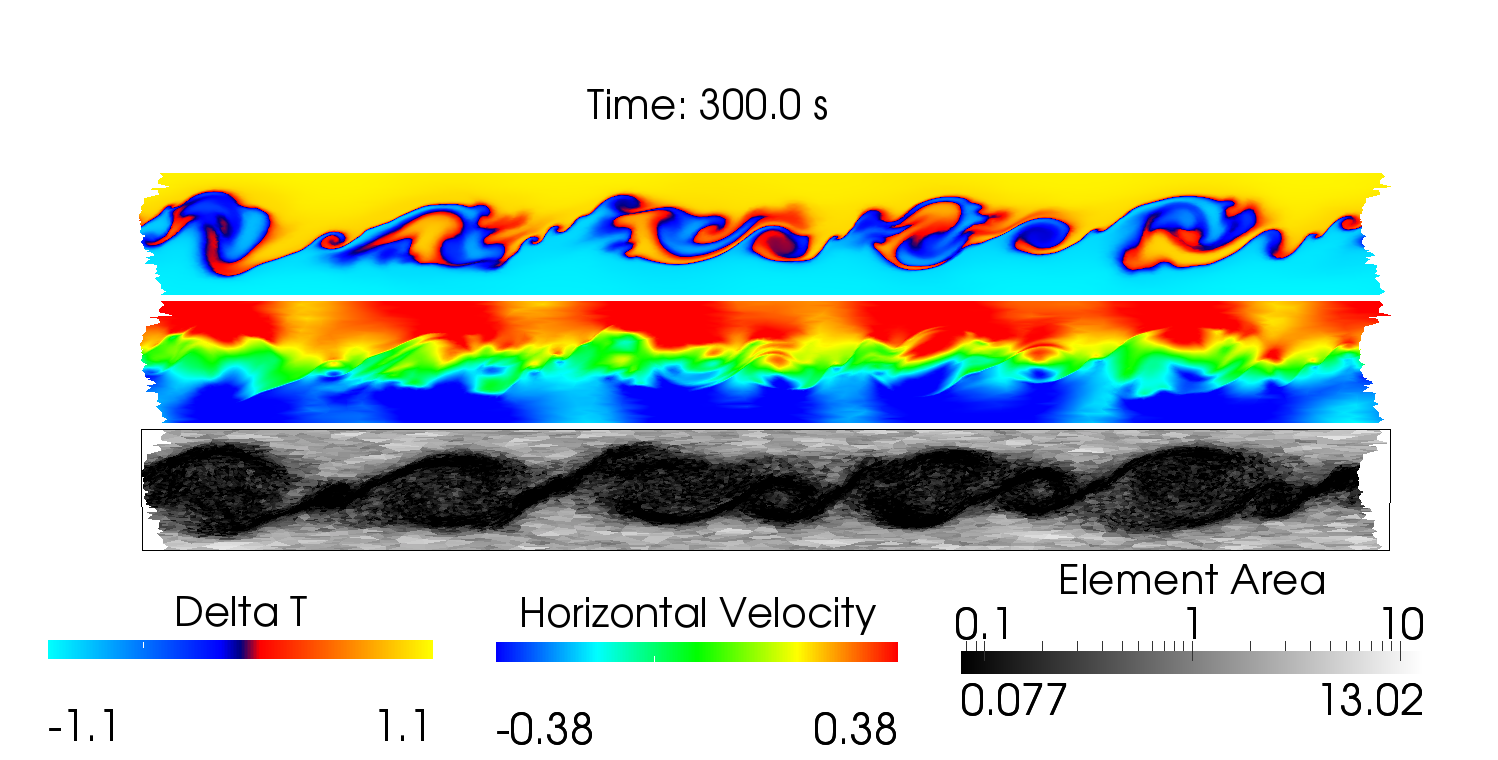 Time: 300.0 s
Delta T
-1.1 1.1
Horizontal Velocity
-0.38 0.38
Element Area
0.1 1 10
0.077 13.02